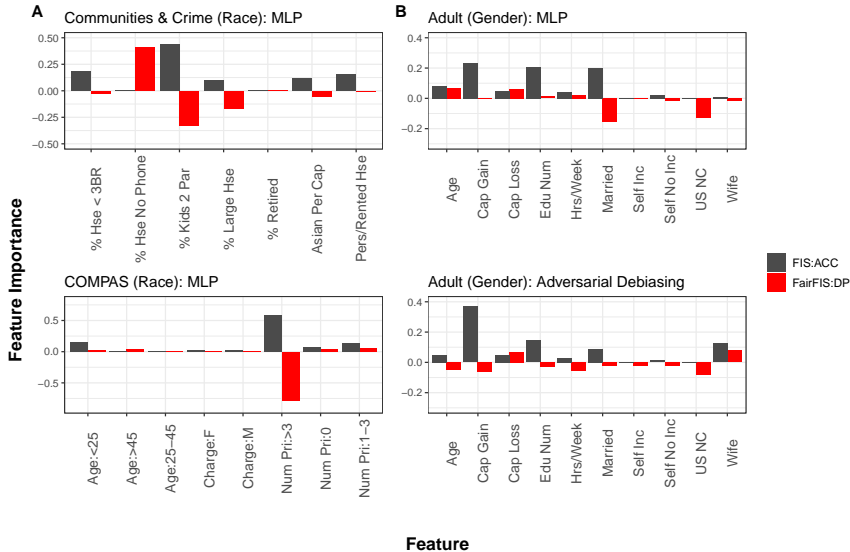 A
Communities & Crime (Race): MLP
0.50
0.25
0.00
−0.25
−0.50
% Hse < 3BR
% Hse No Phone
% Kids 2 Par
% Large Hse
% Retired
Asian Per Cap
Pers/Rented Hse
B
Adult (Gender): MLP
0.4
0.2
0.0
−0.2
Age
Cap Gain
Cap Loss
Edu Num
Hrs/Week
Married
Self Inc
Self No Inc
US NC
Wife
Feature Importance
COMPAS (Race): MLP
0.5
0.0
−0.5
Age:<25
Age:>45
Age:25−45
Charge:F
Charge:M
Num Pri:>3
Num Pri:0
Num Pri:1−3
Adult (Gender): Adversarial Debiasing
0.4
0.2
0.0
−0.2
Age
Cap Gain
Cap Loss
Edu Num
Hrs/Week
Married
Self Inc
Self No Inc
US NC
Wife
FIS:ACC
FairFIS:DP
Feature